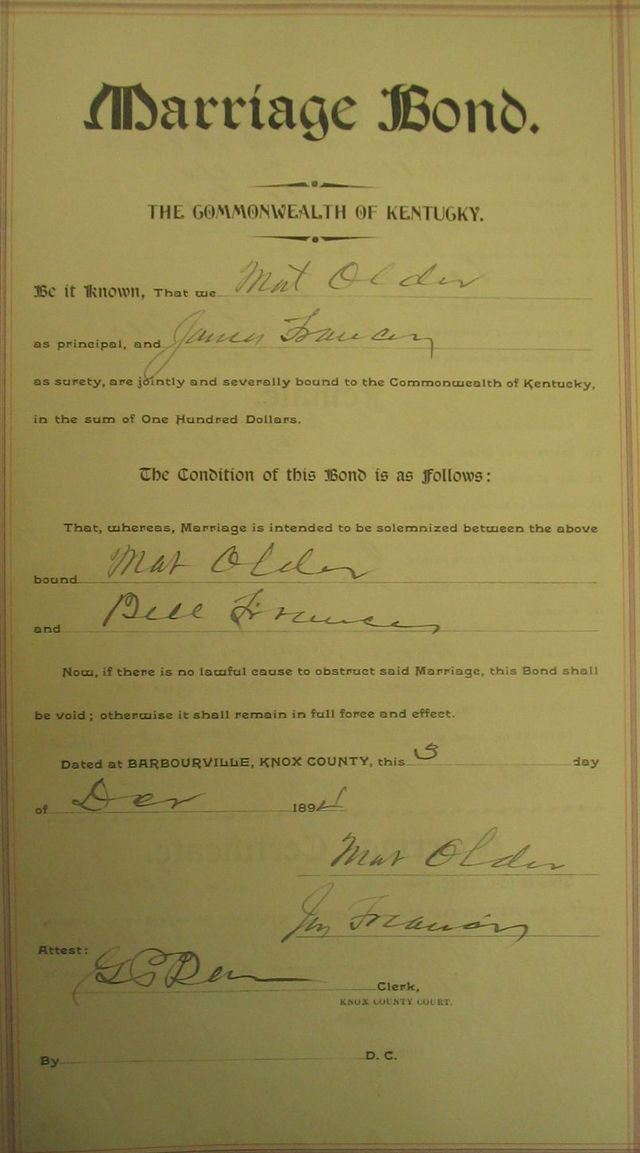 Marriage Bond.
THE COMMONWEALTH OF KENTUCKY.
Be it Known, That we Mat Older
as principal, and James Francis
as surety, are jointly and severally bound to the Commonwealth of Kentucky,
in the sum of One Hundred Dollars.
The Condition of this Bond is as Follows:
That, whereas, Marriage is intended to be solemnized between the above
bound Mat Older
and Bell Frances
Now, if there is no lawful cause to obstruct said Marriage, this Bond shall
be void; otherwise it shall remain in full force and effect.
Dated at BARBOURVILLE, KNOX COUNTY, this 3 day
of Dec 189
Mat Older
Jas Francis
Attest:
Clerk,
KNOX COUNTY COURT.
By D. C.